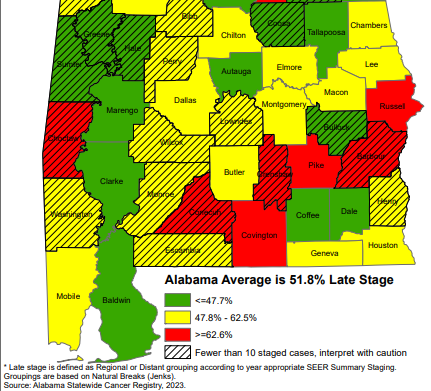 Bibb
Coosa
Chambers
Greene
Chilton
Tallapoosa
Hale
Sumter
Perry
Autauga
Elmore
Lee
Marengo
Dallas
Macon
Montgomery
Russel
Lowndes
Bullock
Choctaw
Wilcox
Barbour
Butler
Crenshaw
Pike
Clarke
Monroe
Henry
Washington
Conecuh
Coffee
Dale
Covington
Escambia
Geneva
Houston
Mobile
Baldwin
Alabama Average is 51.8% Late Stage
<=47.7%
47.8% - 62.5%
>=62.6%
Fewer than 10 staged cases, interpret with caution
* Late stage is defined as Regional or Distant grouping according to year appropriate SEER Summary Staging.
Groupings are based on Natural Breaks (Jenks).
Source: Alabama Statewide Cancer Registry, 2023.